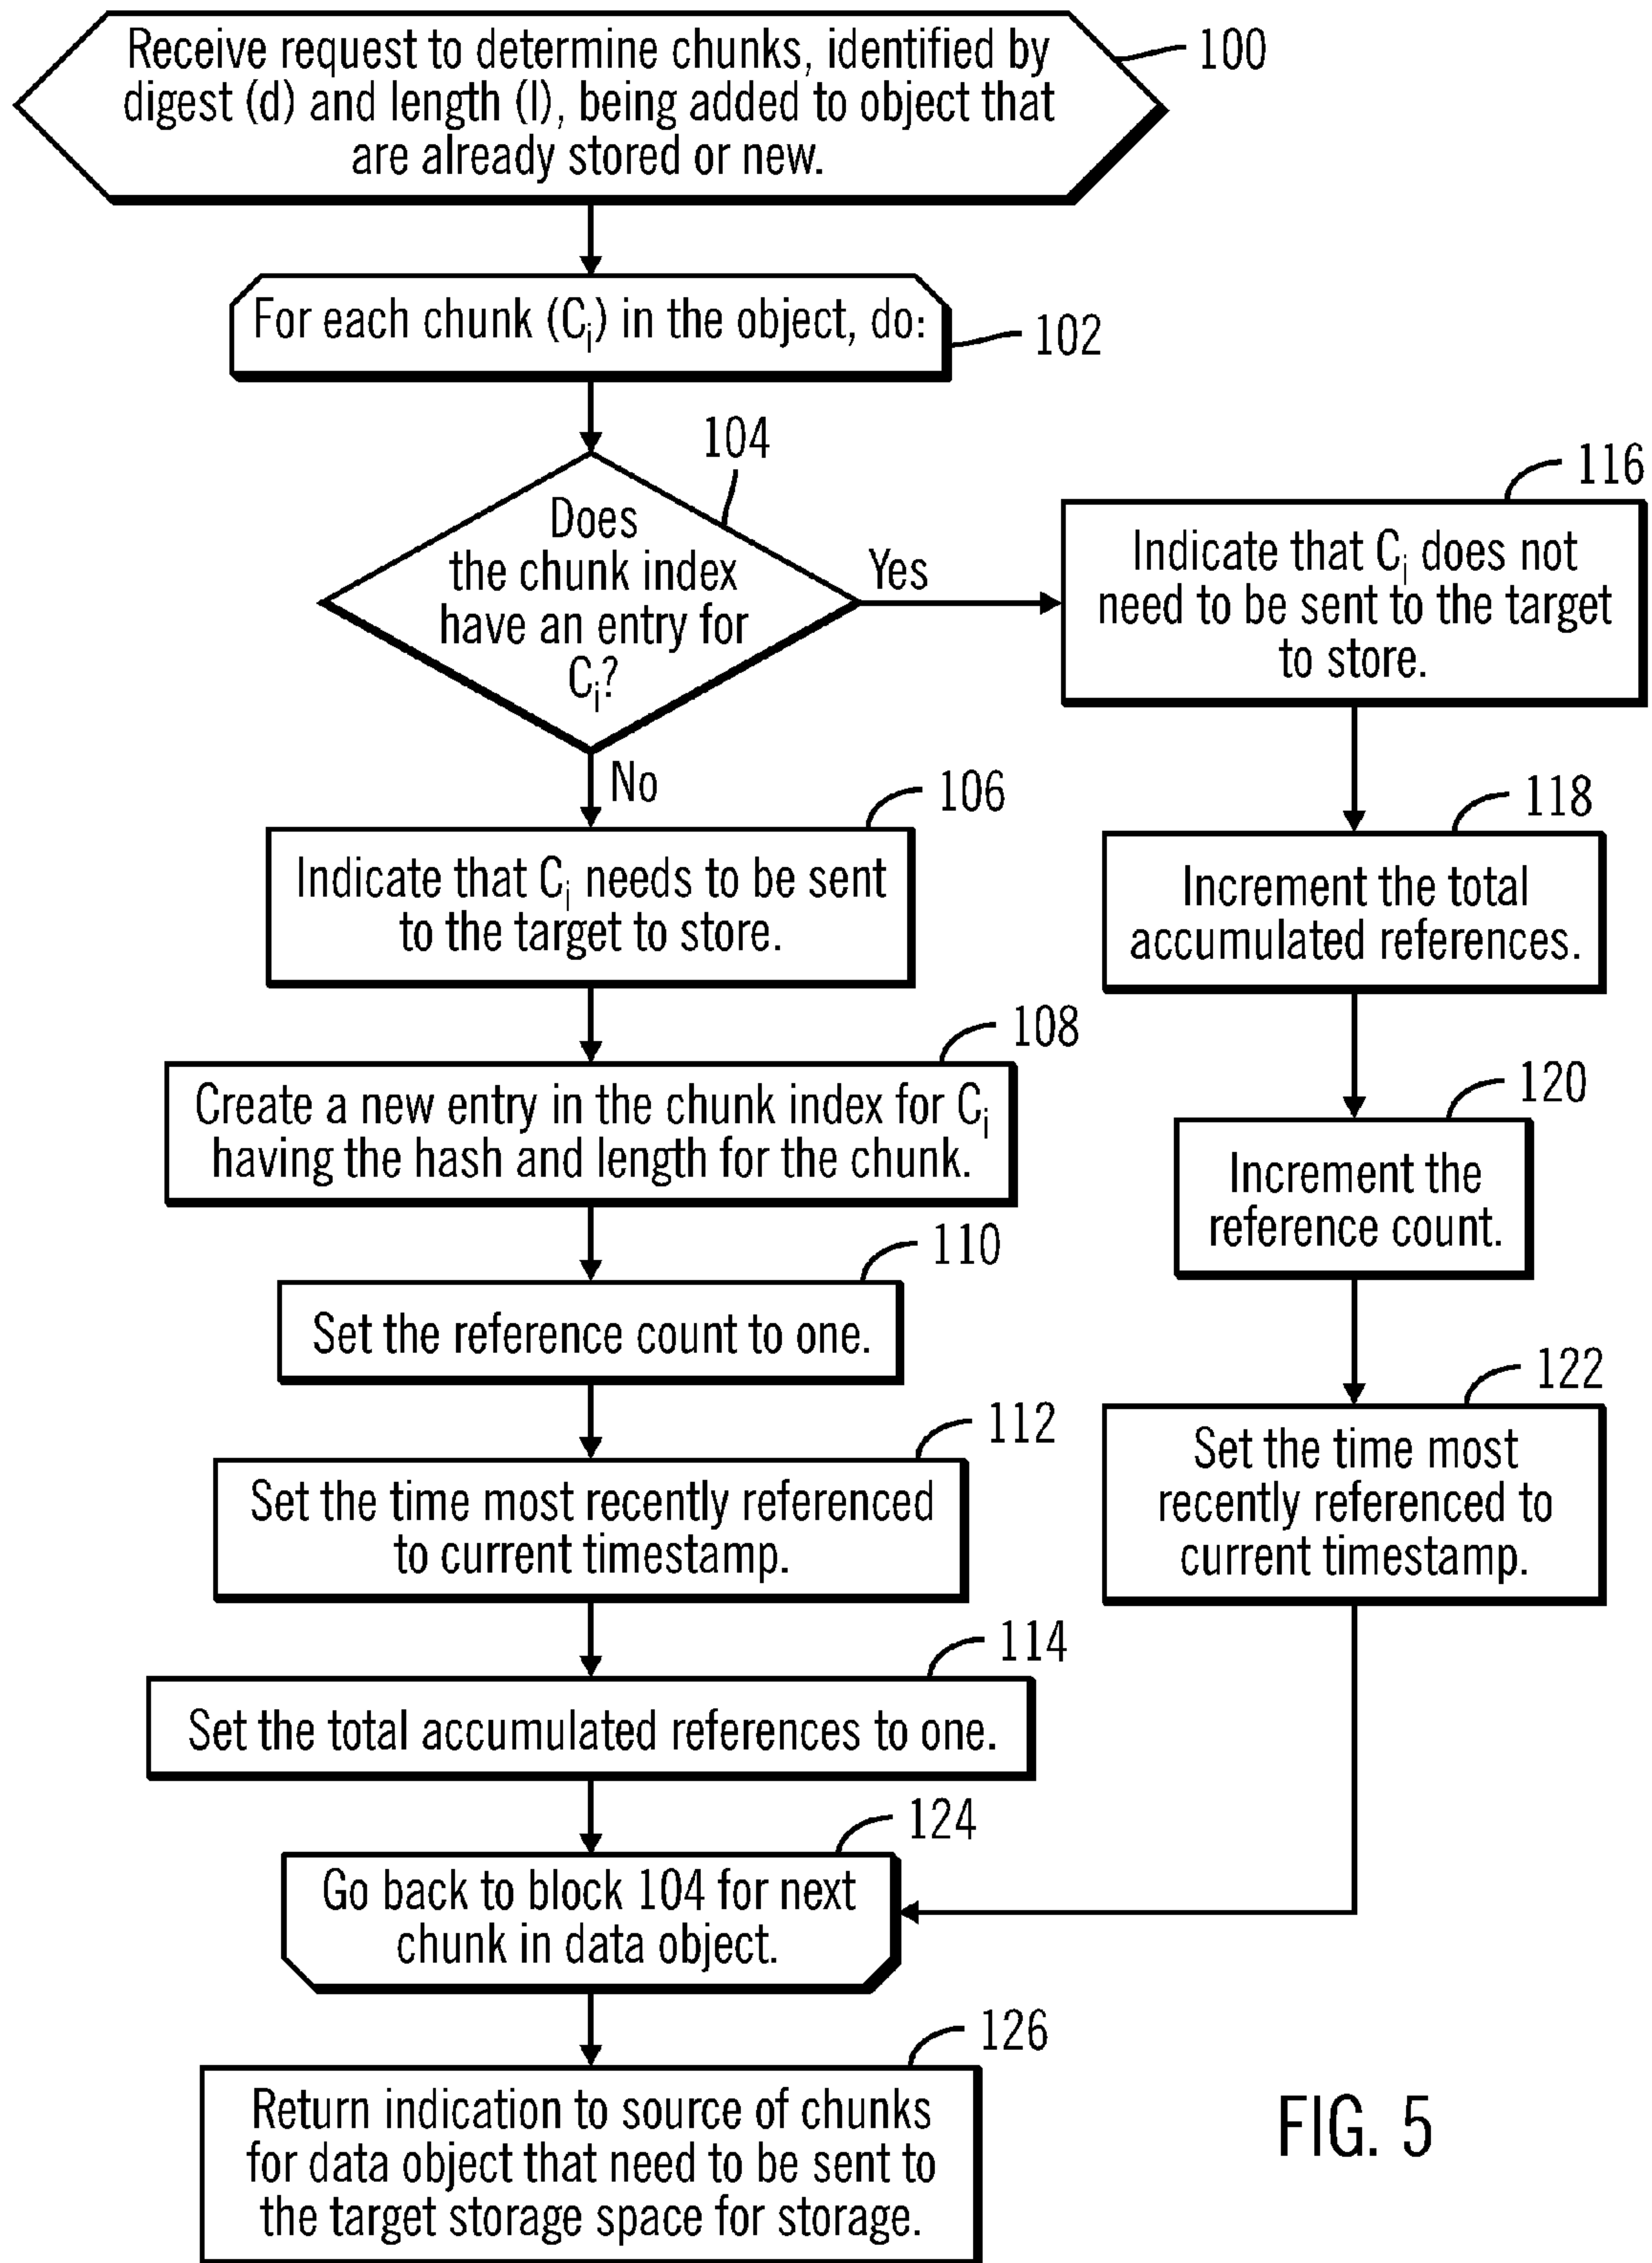 Receive request to determine chunks, identified by
digest (d) and length (l), being added to object that
are already stored or new.
100
For each chunk (Ci) in the object, do:
102
104
Does
the chunk index
have an entry for
Ci?
Yes
No
106
Indicate that Ci needs to be sent
to the target to store.
108
Create a new entry in the chunk index for Ci
having the hash and length for the chunk.
110
Set the reference count to one.
112
Set the time most recently referenced
to current timestamp.
114
Set the total accumulated references to one.
116
Indicate that Ci does not
need to be sent to the target
to store.
118
Increment the total
accumulated references.
120
Increment the
reference count.
122
Set the time most
recently referenced to
current timestamp.
124
Go back to block 104 for next
chunk in data object.
126
Return indication to source of chunks
for data object that need to be sent to
the target storage space for storage.
FIG. 5